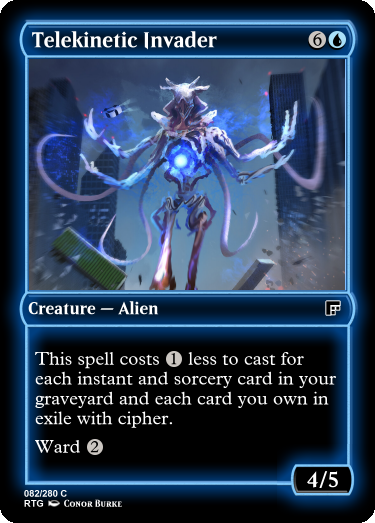 Telekinetic Invader 6
Creature — Alien
This spell costs 1 less to cast for
each instant and sorcery card in your
graveyard and each card you own in
exile with cipher.
Ward 2
4/5
082/280 C
RTG Conor Burke